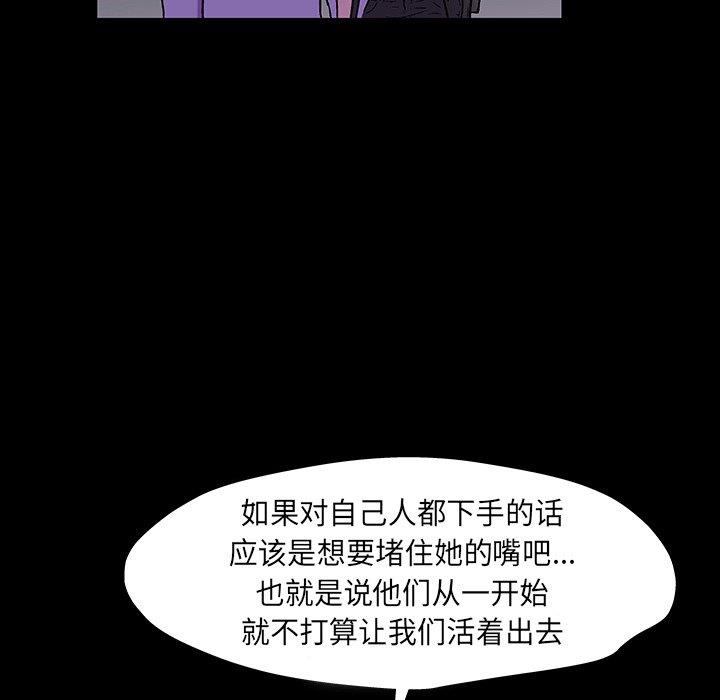 如果对自己人都下手的话
应该是想要堵住她的嘴吧...
也就是说他们从一开始
就不打算让我们活着出去